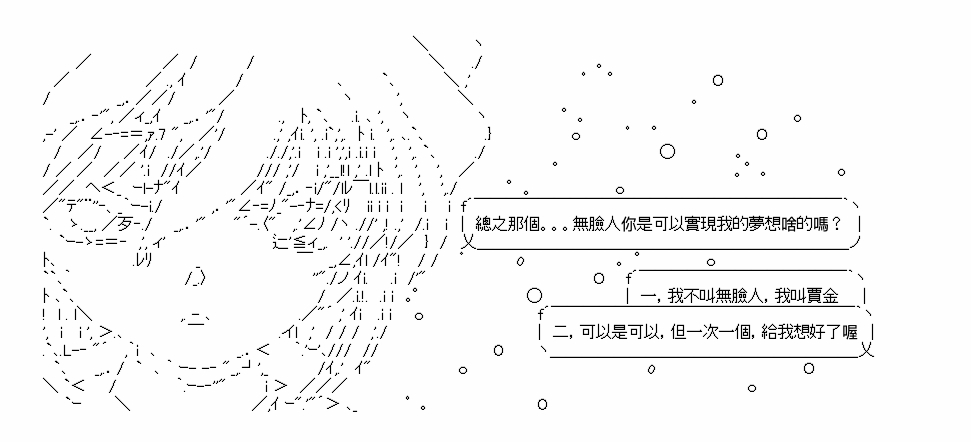 總之那個。。。無臉人你是可以實現我的夢想啥的嗎？
一，我不叫無臉人，我叫賈金
二，可以是可以，但一次一個，給我想好了喔